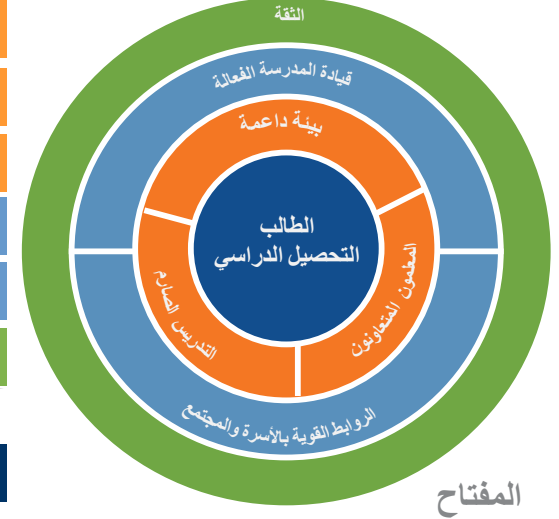 الثقة
قيادة المدرسة الفعالة
بيئة داعمة
الطالب
التحصيل الدراسي
المعلمون المتعاونون
التدريس الصارم
الروابط القوية بالأسرة والمجتمع
المفتاح